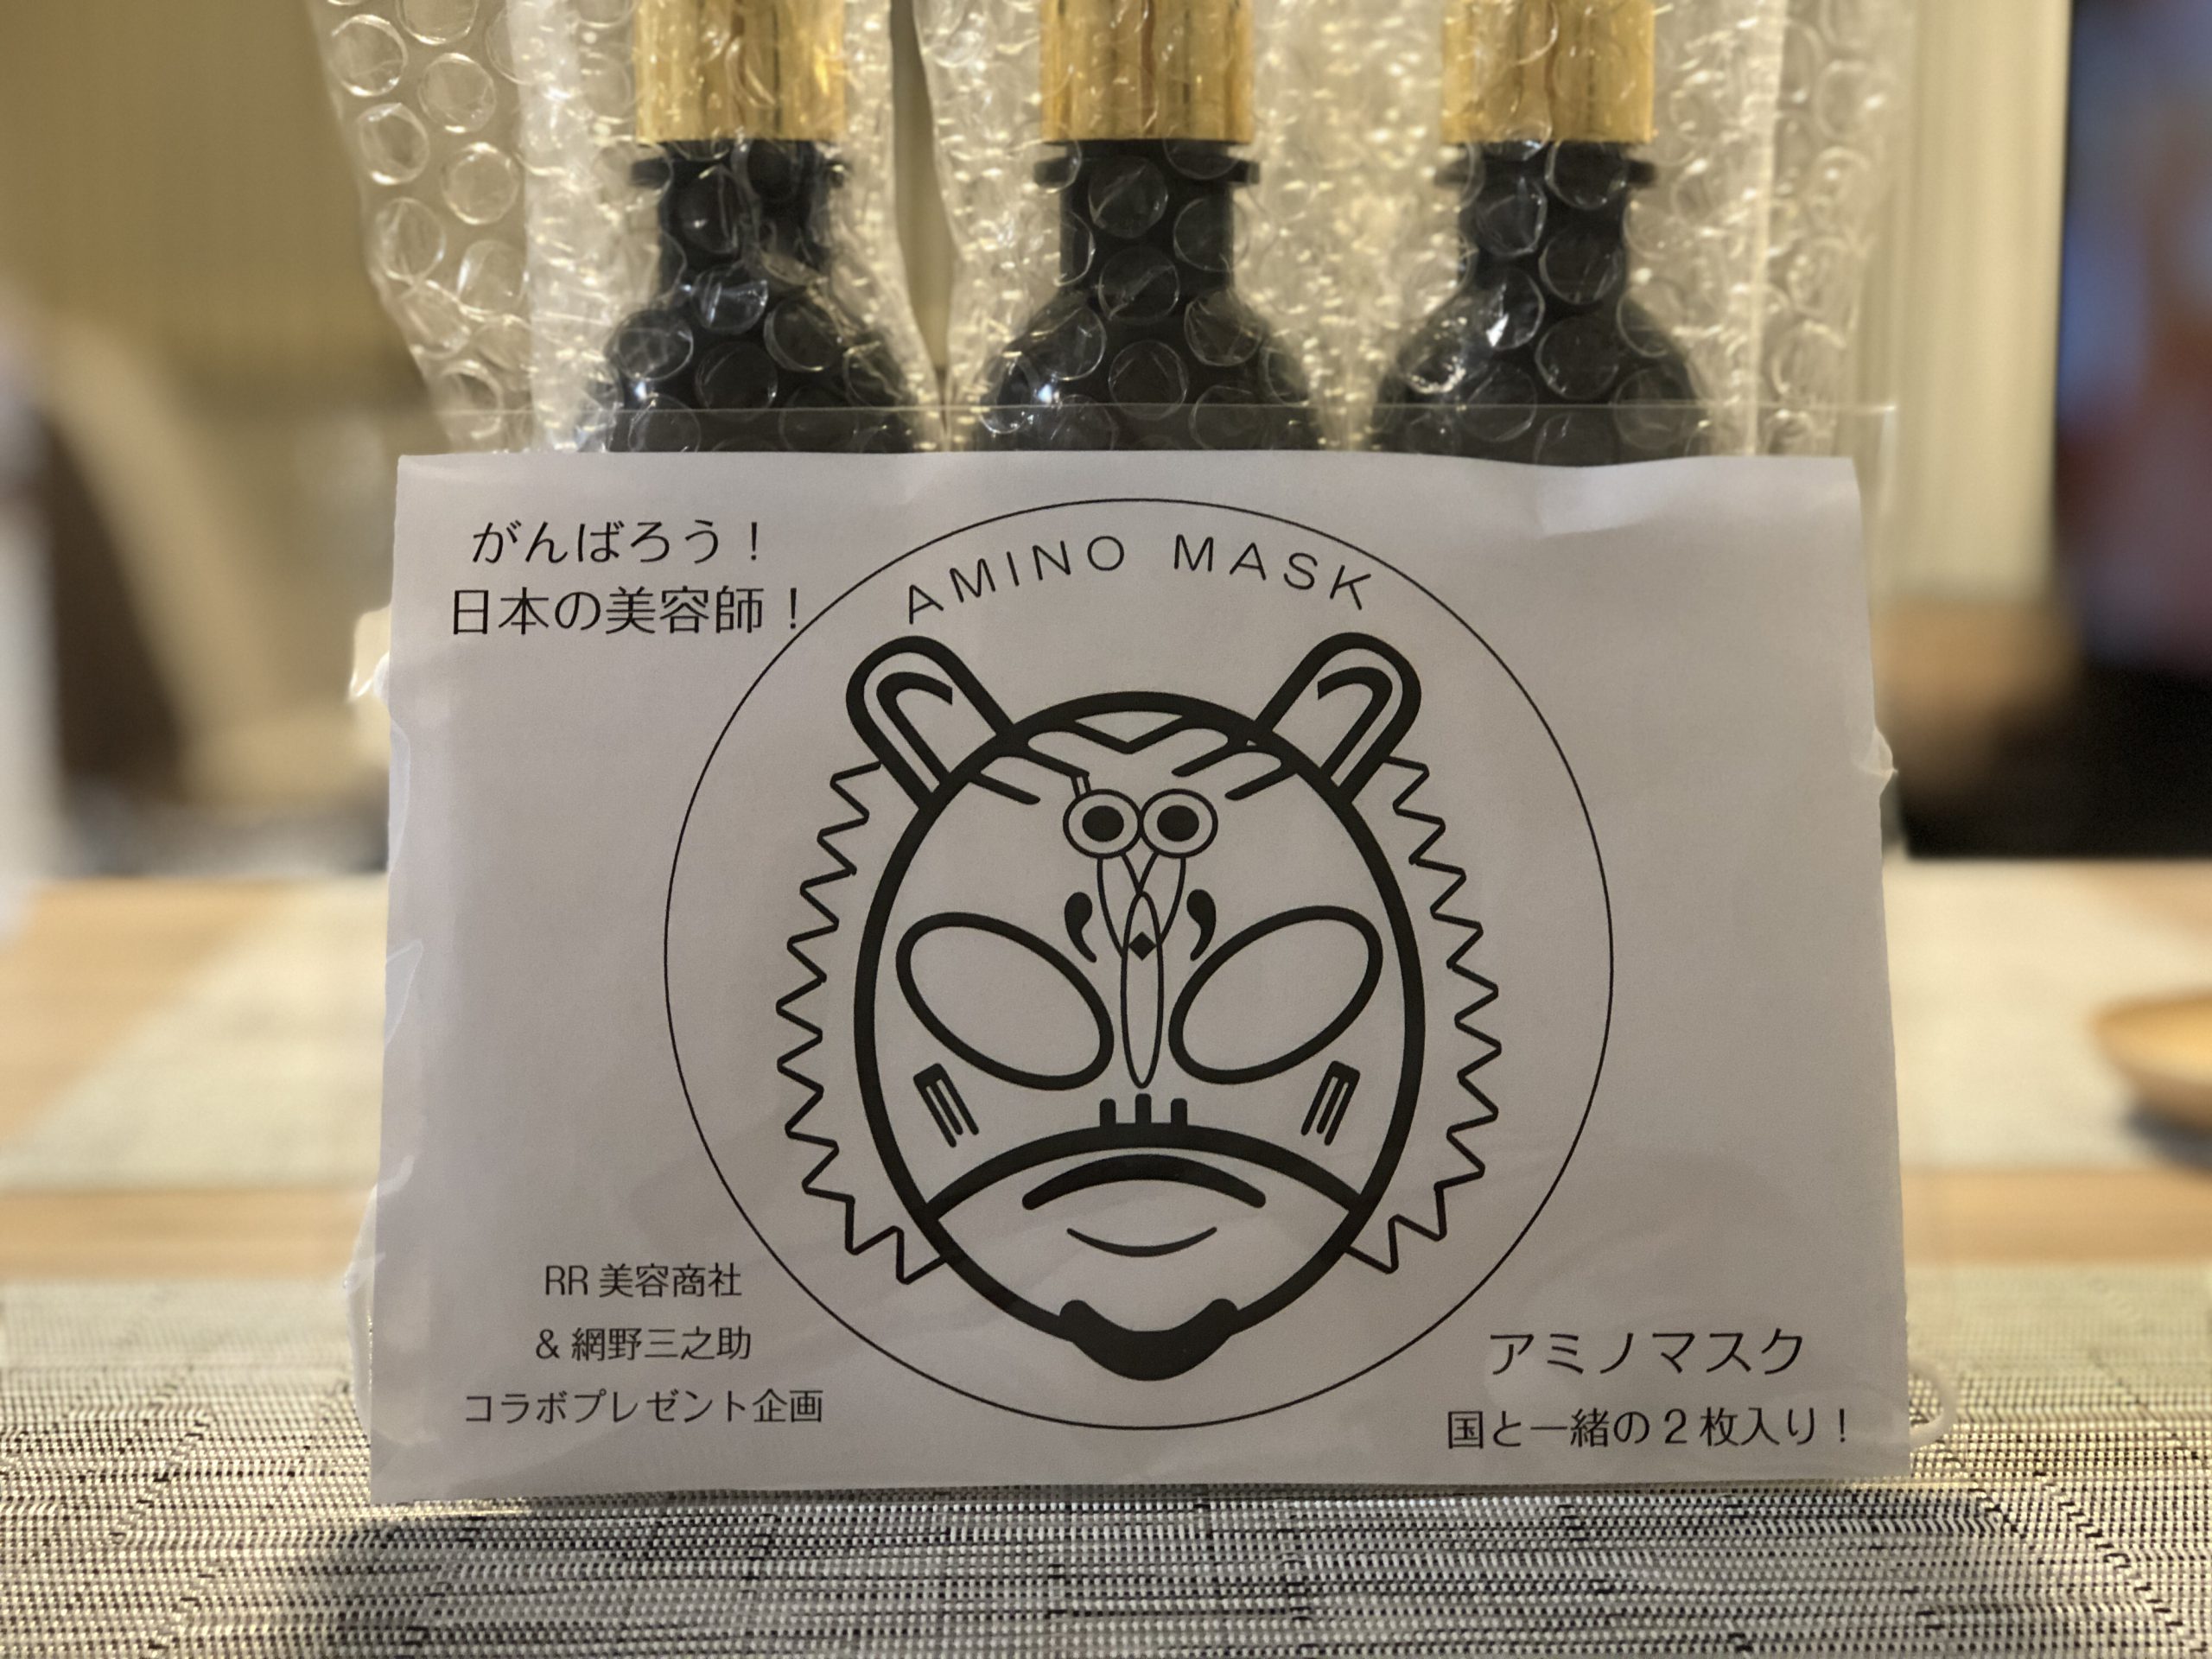 がんばろう！
日本の美容師！
AMINO MASK
RR 美容商社
& 網野三之助
コラボプレゼント企画
アミノマスク
国と一緒の２枚入り！